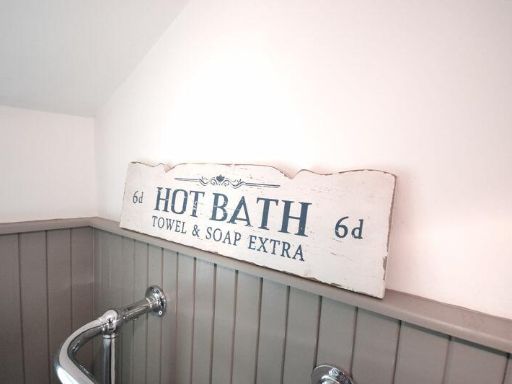 6d HOT BATH 6d
TOWEL & SOAP EXTRA